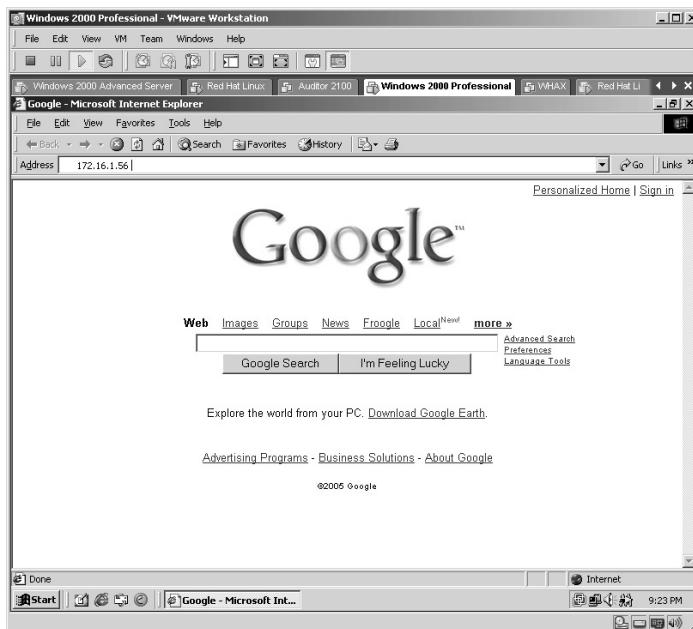 Windows 2000 Professional - VMware Workstation
File Edit View VM Team Windows Help
Windows 2000 Advanced Server Red Hat Linux Auditor 2100 Windows 2000 Professional WHAX Red Hat Li
Google - Microsoft Internet Explorer
File Edit View Favorites Tools Help
Back Search Favorites History
Address 172.16.1.56 Go Links »
Personalized Home | Sign in
Google™
Web Images Groups News Froogle Local New! more »
Advanced Search
Preferences
Google Search I'm Feeling Lucky Language Tools
Explore the world from your PC. Download Google Earth.
Advertising Programs - Business Solutions - About Google
©2005 Google
Done Internet
Start Google - Microsoft Int... 9:23 PM